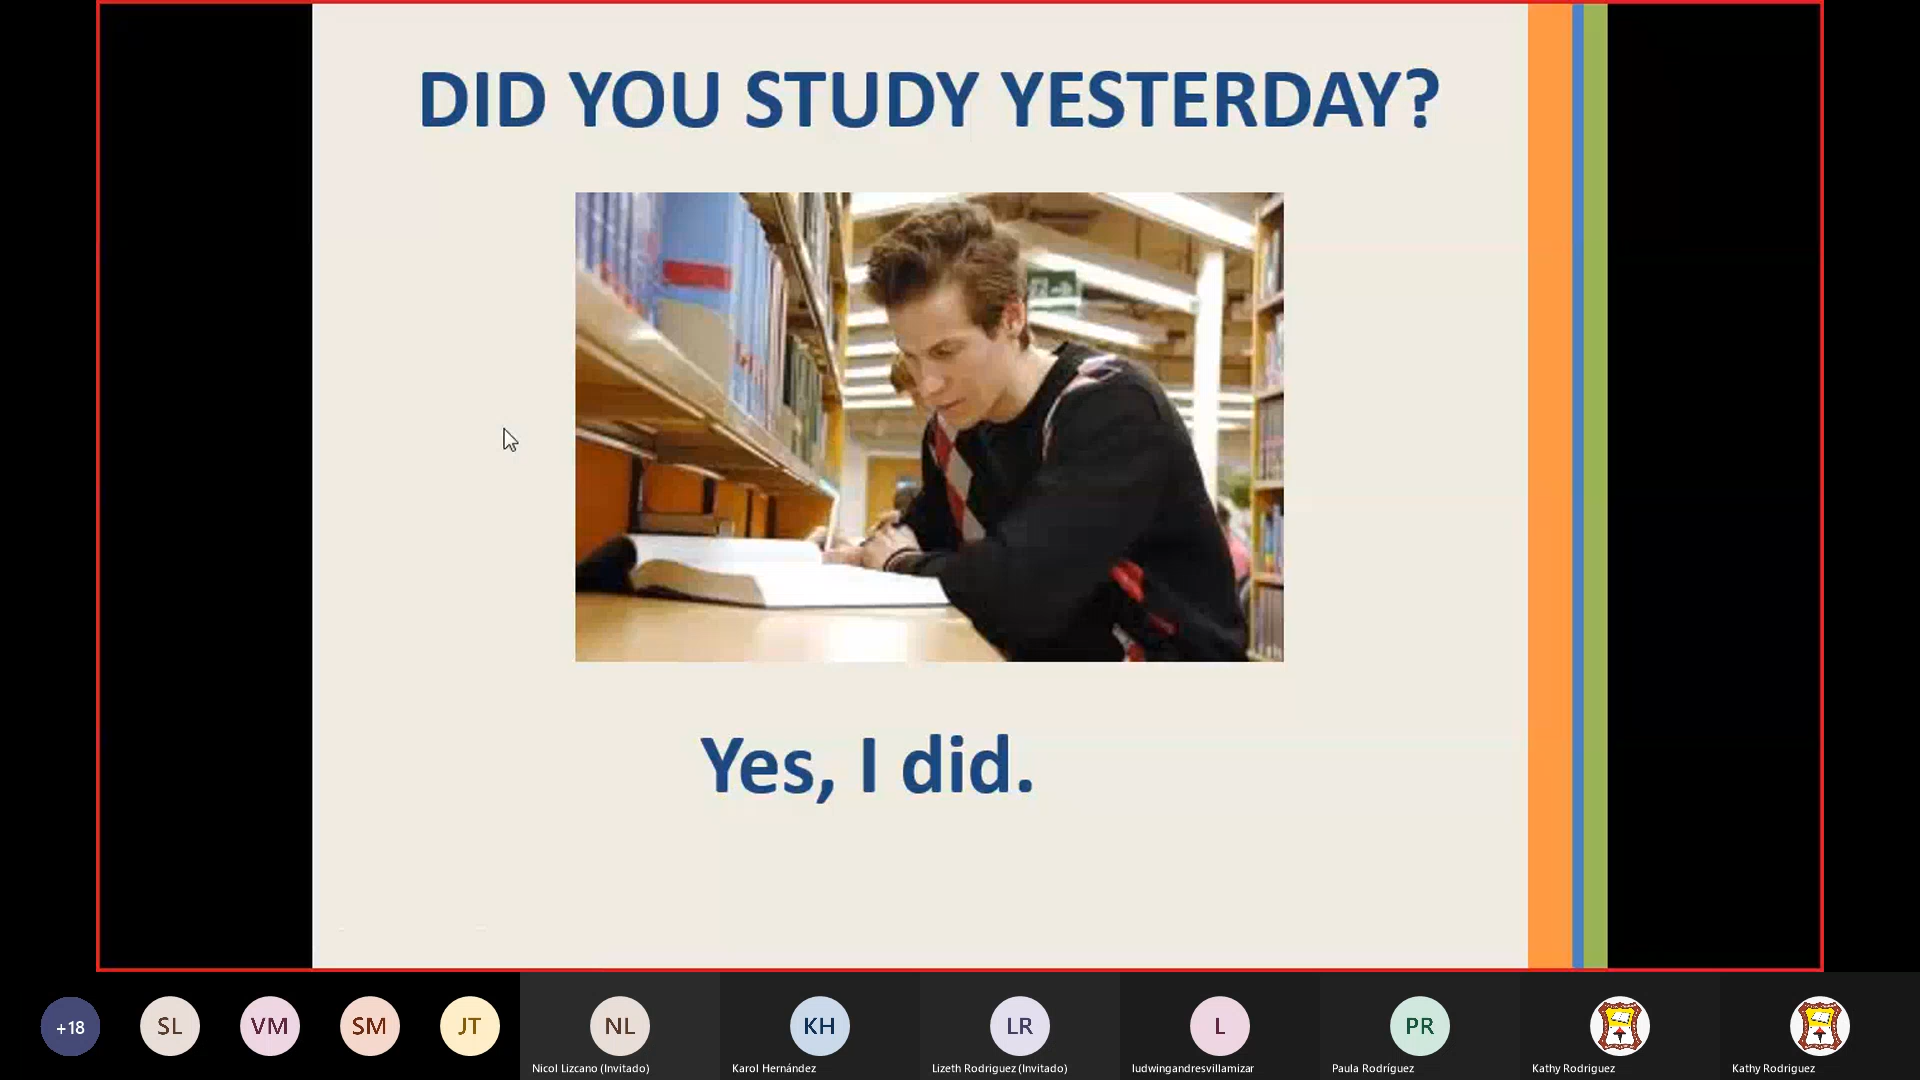 DID YOU STUDY YESTERDAY?
Yes, I did.
+18
SL
VM
SM
JT
NL
KH
LR
L
PR
Nicol Lizcano (Invitado)
Karol Hernández
Lizeth Rodriguez (Invitado)
ludwingandresvillamizar
Paula Rodríguez
Kathy Rodriguez
Kathy Rodriguez